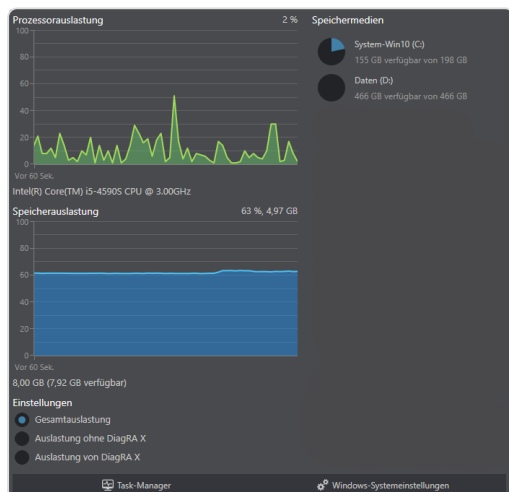 Prozessorauslastung 2 %
100
80
60
40
20
0
Vor 60 Sek.
Intel(R) Core(TM) i5-4590S CPU @ 3.00GHz
Speicherauslastung 63 %, 4,97 GB
100
80
60
40
20
0
Vor 60 Sek.
8,00 GB (7,92 GB verfügbar)
Einstellungen
Gesamtauslastung
Auslastung ohne DiagRA X
Auslastung von DiagRA X
Speichermedien
System-Win10 (C:)
155 GB verfügbar von 198 GB
Daten (D:)
466 GB verfügbar von 466 GB
Task-Manager
Windows-Systemeinstellungen